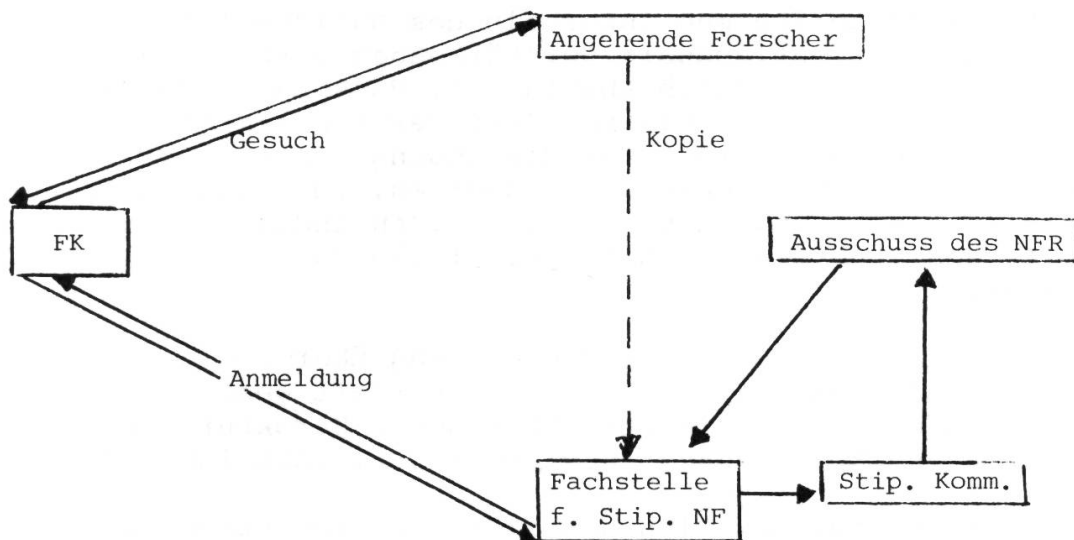 Angehende Forscher
Gesuch
Kopie
FK
Ausschuss des NFR
Anmeldung
Fachstelle
f. Stip. NF
Stip. Komm.